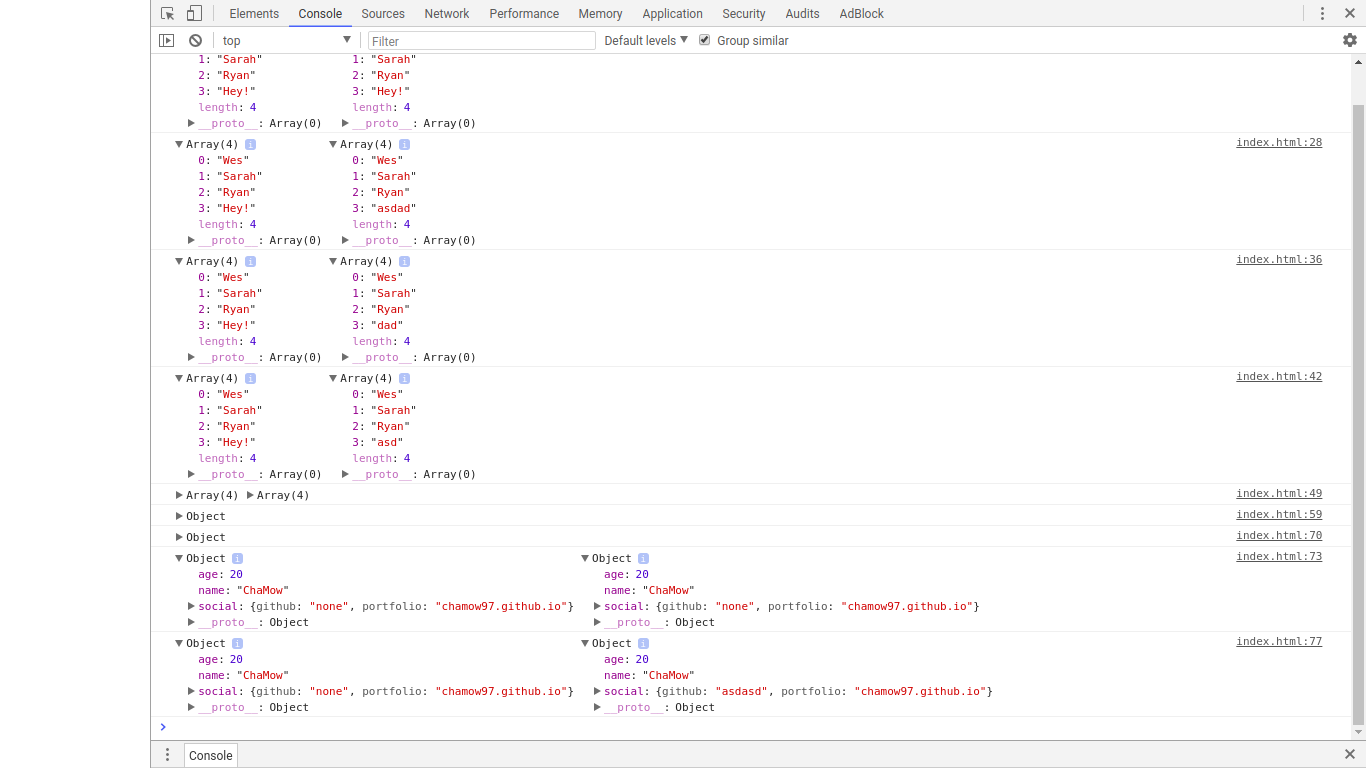 Elements Console Sources Network Performance Memory Application Security Audits AdBlock
top Filter Default levels Group similar
1: "Sarah" 1: "Sarah"
2: "Ryan" 2: "Ryan"
3: "Hey!" 3: "Hey!"
length: 4 length: 4
__proto__: Array(0) __proto__: Array(0)
Array(4) i Array(4) i index.html:28
0: "Wes" 0: "Wes"
1: "Sarah" 1: "Sarah"
2: "Ryan" 2: "Ryan"
3: "Hey!" 3: "asdad"
length: 4 length: 4
__proto__: Array(0) __proto__: Array(0)
Array(4) i Array(4) i index.html:36
0: "Wes" 0: "Wes"
1: "Sarah" 1: "Sarah"
2: "Ryan" 2: "Ryan"
3: "Hey!" 3: "dad"
length: 4 length: 4
__proto__: Array(0) __proto__: Array(0)
Array(4) i Array(4) i index.html:42
0: "Wes" 0: "Wes"
1: "Sarah" 1: "Sarah"
2: "Ryan" 2: "Ryan"
3: "Hey!" 3: "asd"
length: 4 length: 4
__proto__: Array(0) __proto__: Array(0)
Array(4) Array(4) index.html:49
Object index.html:59
Object index.html:70
Object i Object i index.html:73
age: 20 age: 20
name: "ChaMow" name: "ChaMow"
social: {github: "none", portfolio: "chamow97.github.io"} social: {github: "none", portfolio: "chamow97.github.io"}
__proto__: Object __proto__: Object
Object i Object i index.html:77
age: 20 age: 20
name: "ChaMow" name: "ChaMow"
social: {github: "none", portfolio: "chamow97.github.io"} social: {github: "asdasd", portfolio: "chamow97.github.io"}
__proto__: Object __proto__: Object
Console